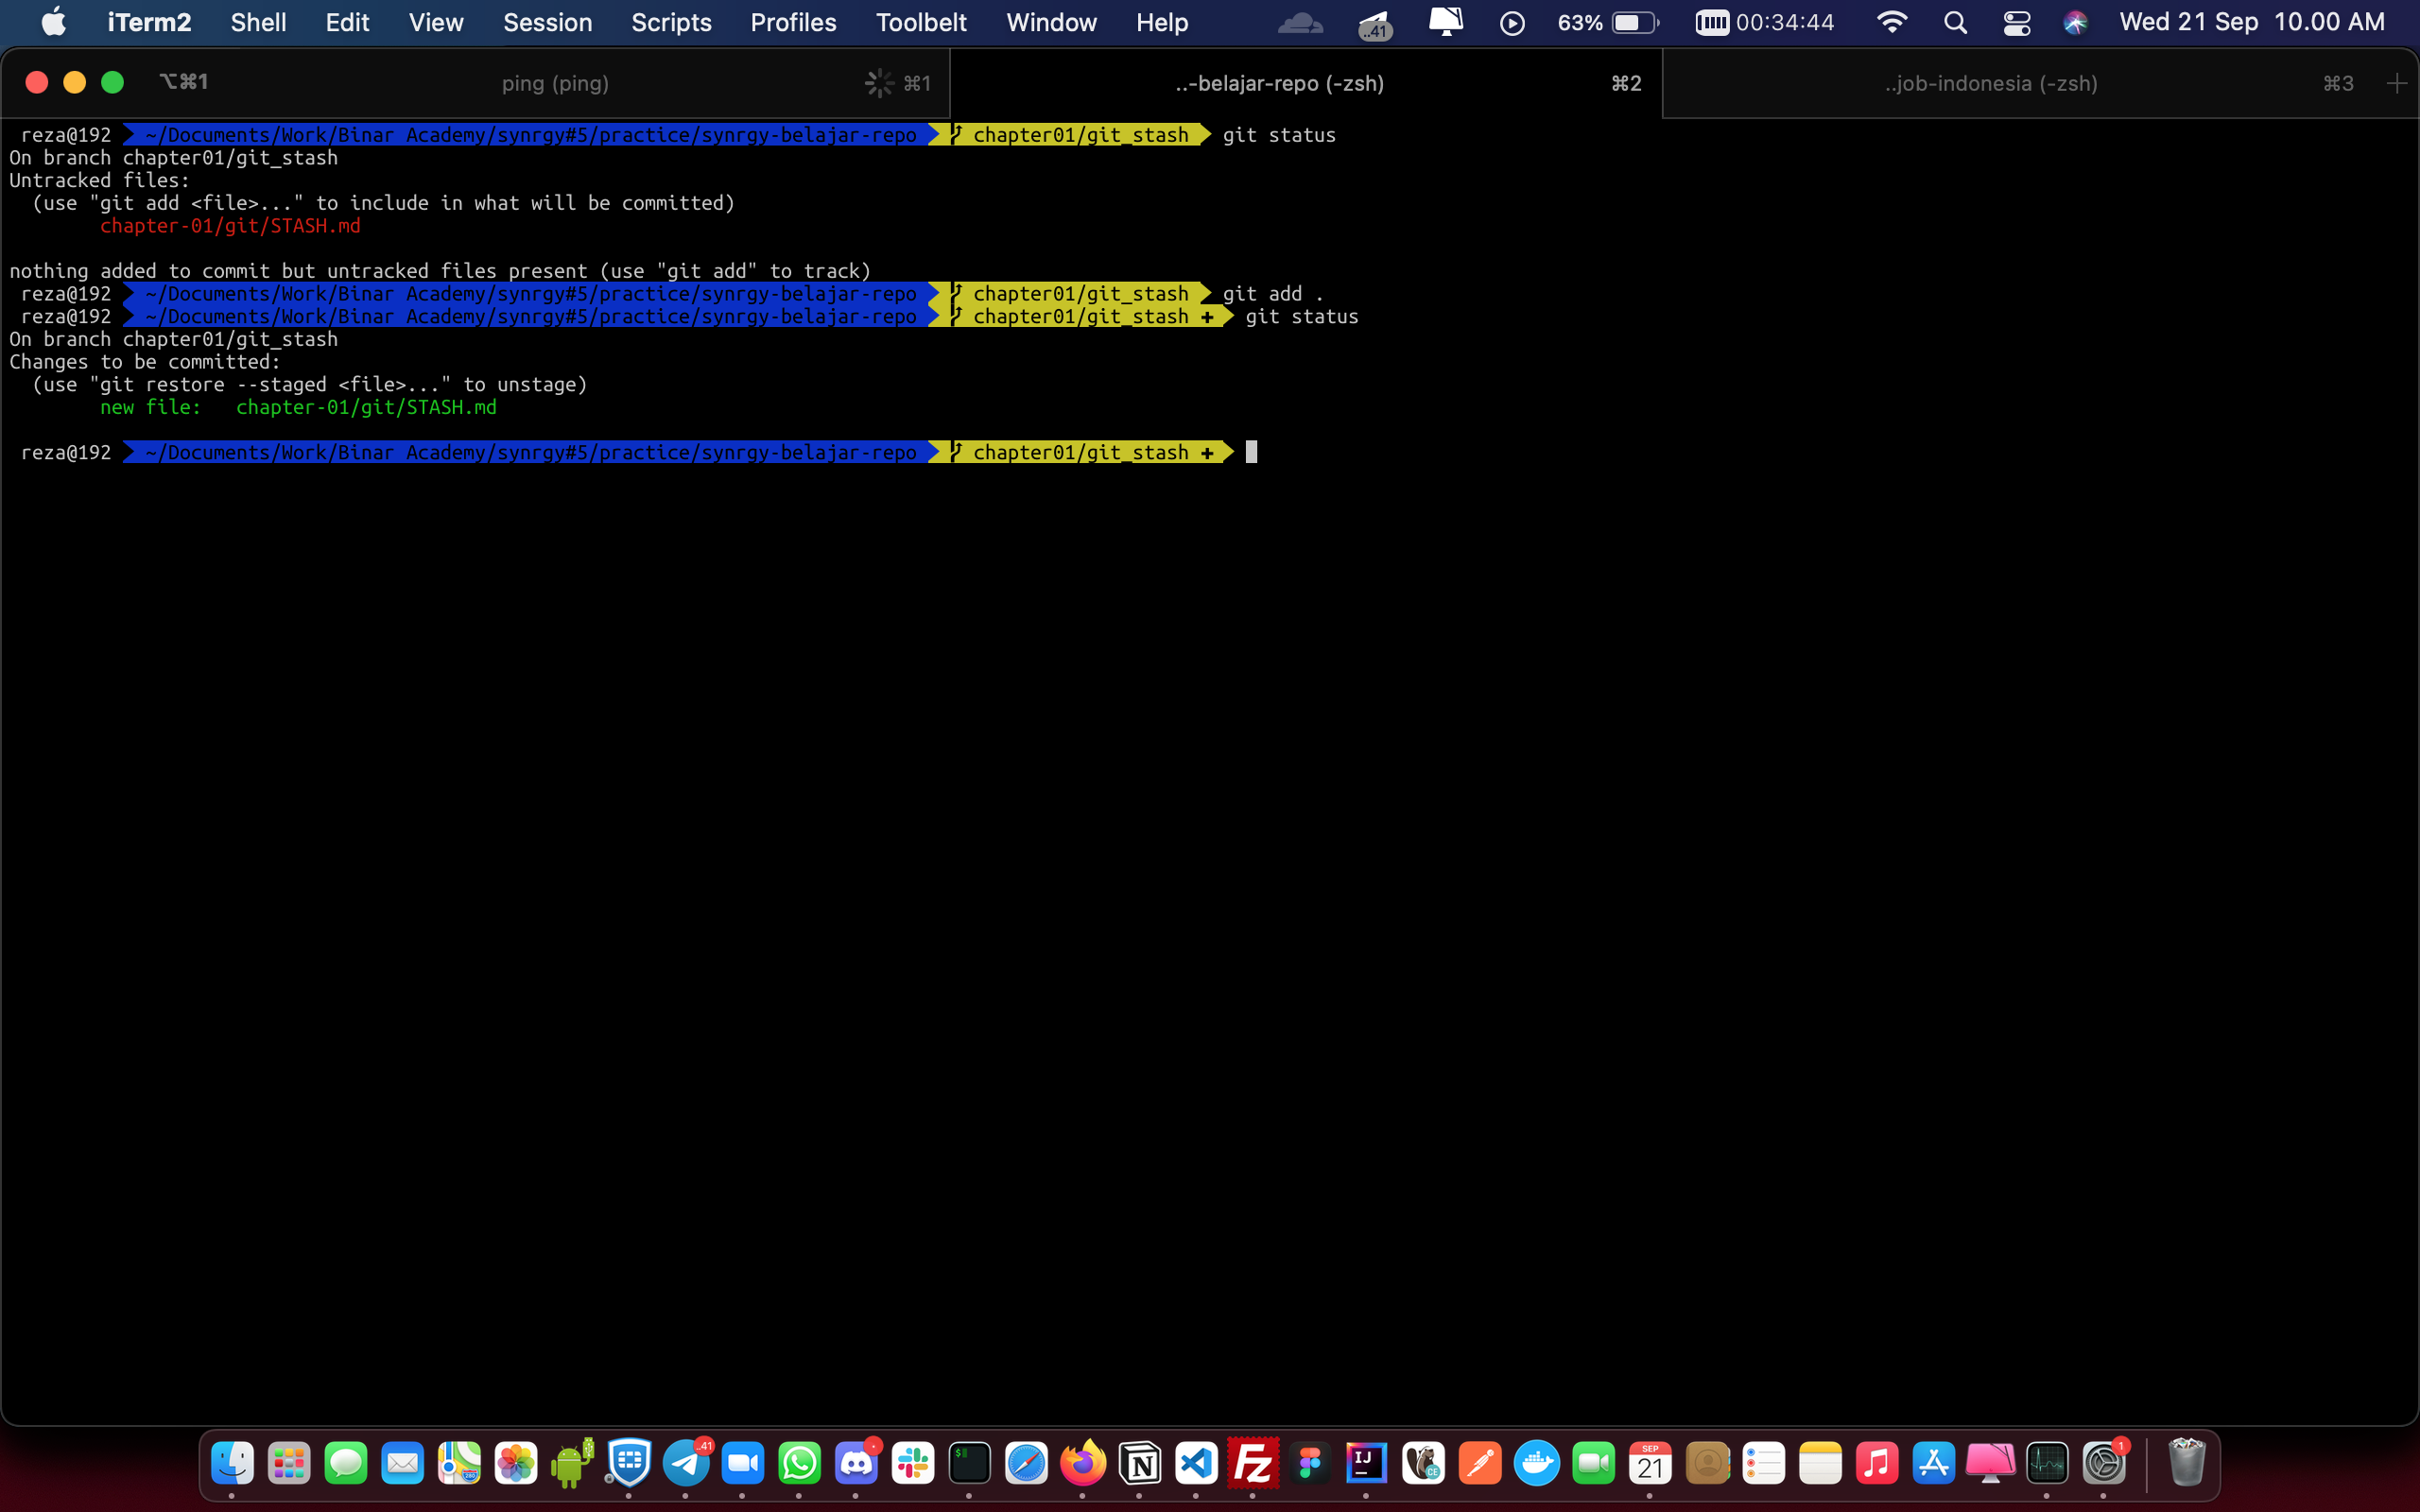 iTerm2 Shell Edit View Session Scripts Profiles Toolbelt Window Help ..41 63% 00:34:44 Wed 21 Sep 10.00 AM
⌥⌘1 ping (ping) ⌘1 ..-belajar-repo (-zsh) ⌘2 ..job-indonesia (-zsh) ⌘3
reza@192 ~/Documents/Work/Binar Academy/synrgy#5/practice/synrgy-belajar-repo chapter01/git_stash git status
On branch chapter01/git_stash
Untracked files:
(use "git add <file>..." to include in what will be committed)
chapter-01/git/STASH.md
nothing added to commit but untracked files present (use "git add" to track)
reza@192 ~/Documents/Work/Binar Academy/synrgy#5/practice/synrgy-belajar-repo chapter01/git_stash git add .
reza@192 ~/Documents/Work/Binar Academy/synrgy#5/practice/synrgy-belajar-repo chapter01/git_stash + git status
On branch chapter01/git_stash
Changes to be committed:
(use "git restore --staged <file>..." to unstage)
new file: chapter-01/git/STASH.md
reza@192 ~/Documents/Work/Binar Academy/synrgy#5/practice/synrgy-belajar-repo chapter01/git_stash +
280 ..41 $ N Fz IJ CE SEP 21 1